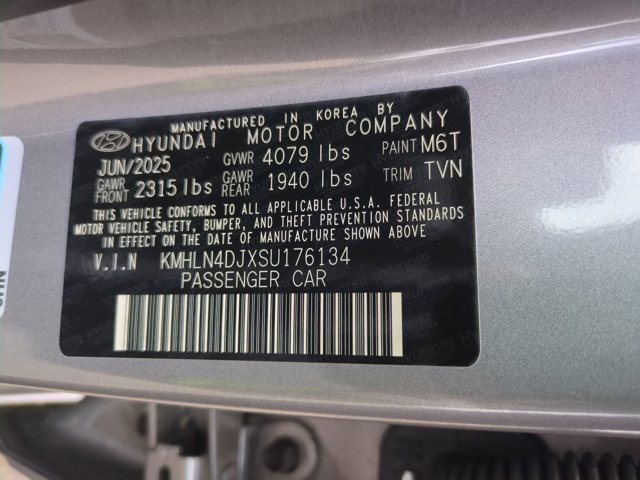 MANUFACTURED IN KOREA BY
HYUNDAI MOTOR COMPANY
JUN/2025 GVWR 4079 lbs PAINT M6T
GAWR FRONT 2315 lbs GAWR REAR 1940 lbs TRIM TVN
THIS VEHICLE CONFORMS TO ALL APPLICABLE U.S.A. FEDERAL
MOTOR VEHICLE SAFETY, BUMPER, AND THEFT PREVENTION STANDARDS
IN EFFECT ON THE DATE OF MANUFACTURE SHOWN ABOVE.
V.I.N KMHLN4DJXSU176134
PASSENGER CAR